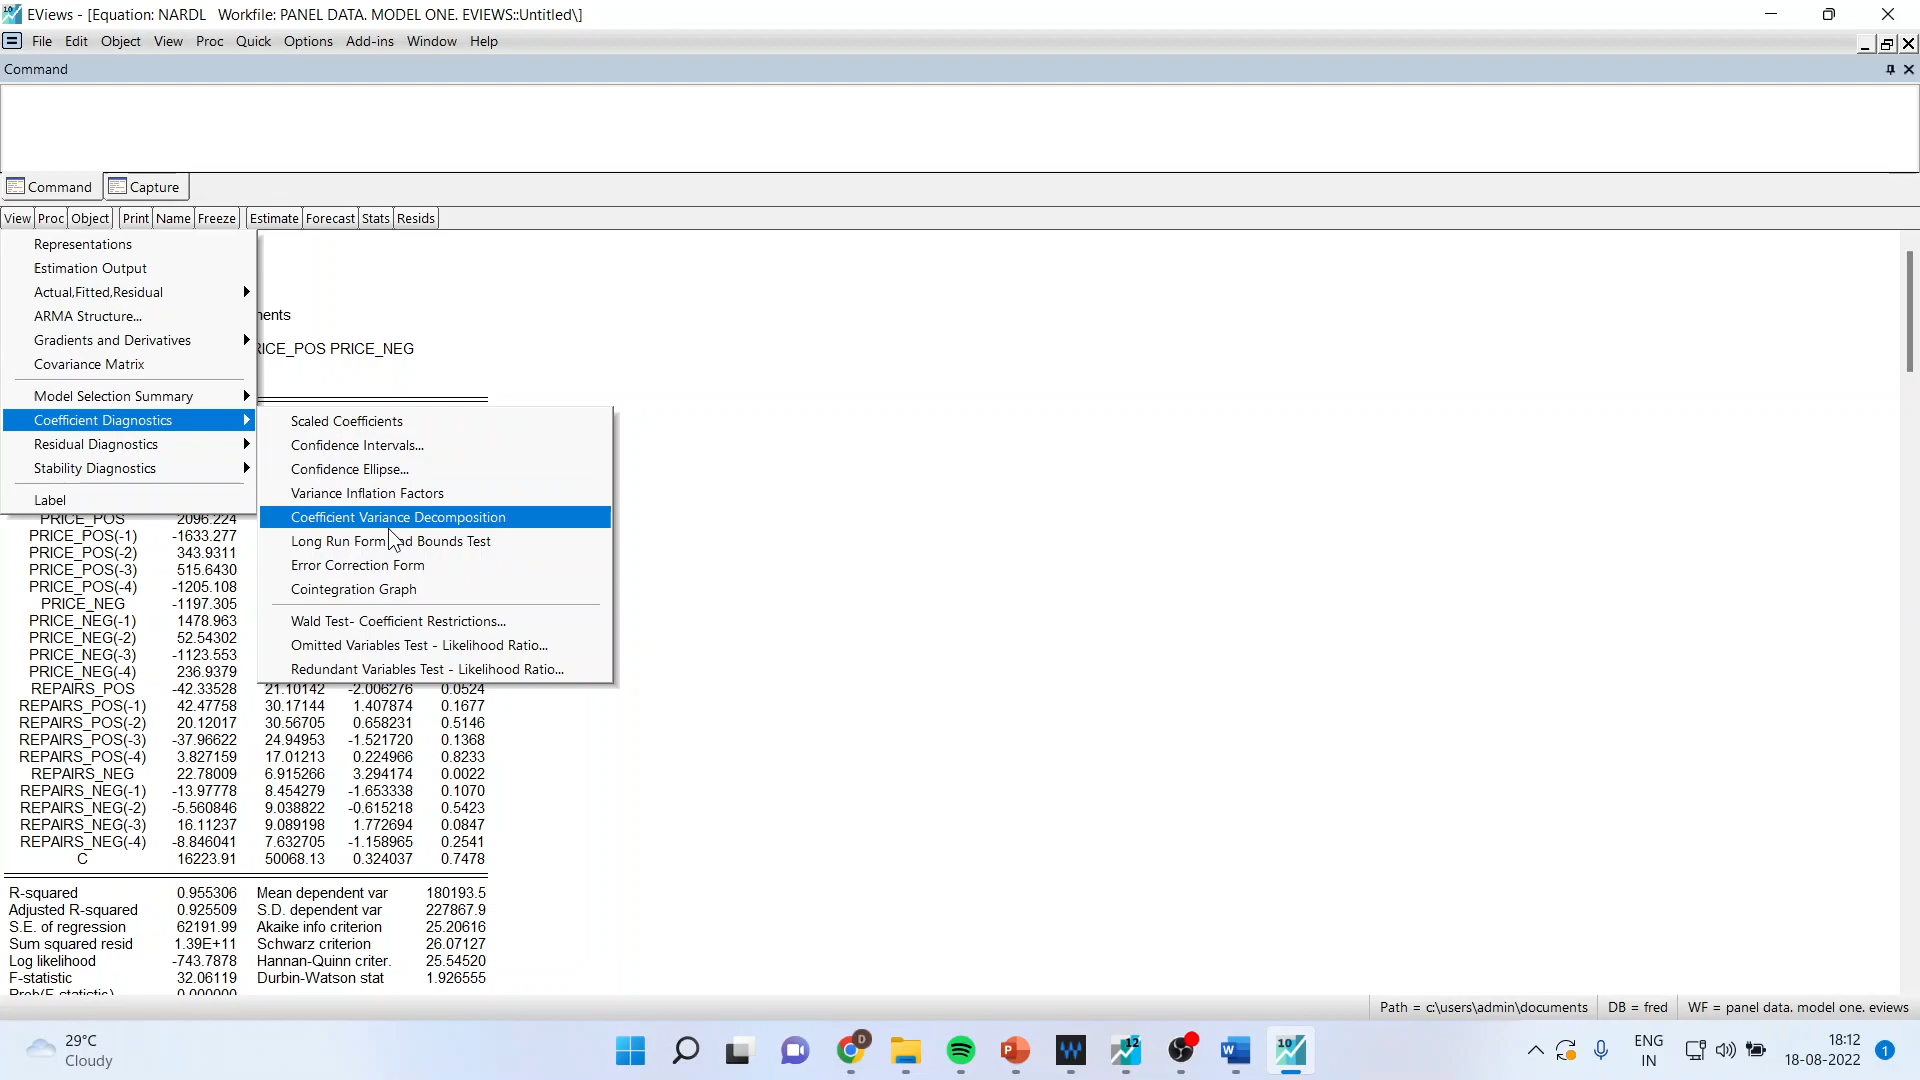 EViews - [Equation: NARDL   Workfile: PANEL DATA. MODEL ONE. EVIEWS::Untitled\]
File Edit Object View Proc Quick Options Add-ins Window Help
Command
Command Capture
View Proc Object Print Name Freeze Estimate Forecast Stats Resids
Representations
Estimation Output
Actual,Fitted,Residual
ARMA Structure...
Gradients and Derivatives
Covariance Matrix
Model Selection Summary
Coefficient Diagnostics
Residual Diagnostics
Stability Diagnostics
Label
PRICE_NEG
Scaled Coefficients
Confidence Intervals...
Confidence Ellipse...
Variance Inflation Factors
Coefficient Variance Decomposition
Long Run Form Bounds Test
Error Correction Form
Cointegration Graph
Wald Test- Coefficient Restrictions...
Omitted Variables Test - Likelihood Ratio...
Redundant Variables Test - Likelihood Ratio...
PRICE_POS 2096.224
PRICE_POS(-1) -1633.277
PRICE_POS(-2) 343.9311
PRICE_POS(-3) 515.6430
PRICE_POS(-4) -1205.108
PRICE_NEG -1197.305
PRICE_NEG(-1) 1478.963
PRICE_NEG(-2) 52.54302
PRICE_NEG(-3) -1123.553
PRICE_NEG(-4) 236.9379
REPAIRS_POS -42.33528 21.10142 -2.006276 0.0524
REPAIRS_POS(-1) 42.47758 30.17144 1.407874 0.1677
REPAIRS_POS(-2) 20.12017 30.56705 0.658231 0.5146
REPAIRS_POS(-3) -37.96622 24.94953 -1.521720 0.1368
REPAIRS_POS(-4) 3.827159 17.01213 0.224966 0.8233
REPAIRS_NEG 22.78009 6.915266 3.294174 0.0022
REPAIRS_NEG(-1) -13.97778 8.454279 -1.653338 0.1070
REPAIRS_NEG(-2) -5.560846 9.038822 -0.615218 0.5423
REPAIRS_NEG(-3) 16.11237 9.089198 1.772694 0.0847
REPAIRS_NEG(-4) -8.846041 7.632705 -1.158965 0.2541
C 16223.91 50068.13 0.324037 0.7478
R-squared 0.955306 Mean dependent var 180193.5
Adjusted R-squared 0.925509 S.D. dependent var 227867.9
S.E. of regression 62191.99 Akaike info criterion 25.20616
Sum squared resid 1.39E+11 Schwarz criterion 26.07127
Log likelihood -743.7878 Hannan-Quinn criter. 25.54520
F-statistic 32.06119 Durbin-Watson stat 1.926555
Prob(F-statistic) 0.000000
Path = c:\users\admin\documents DB = fred WF = panel data. model one. eviews
29°C
Cloudy
ENG
IN
18:12
18-08-2022
1